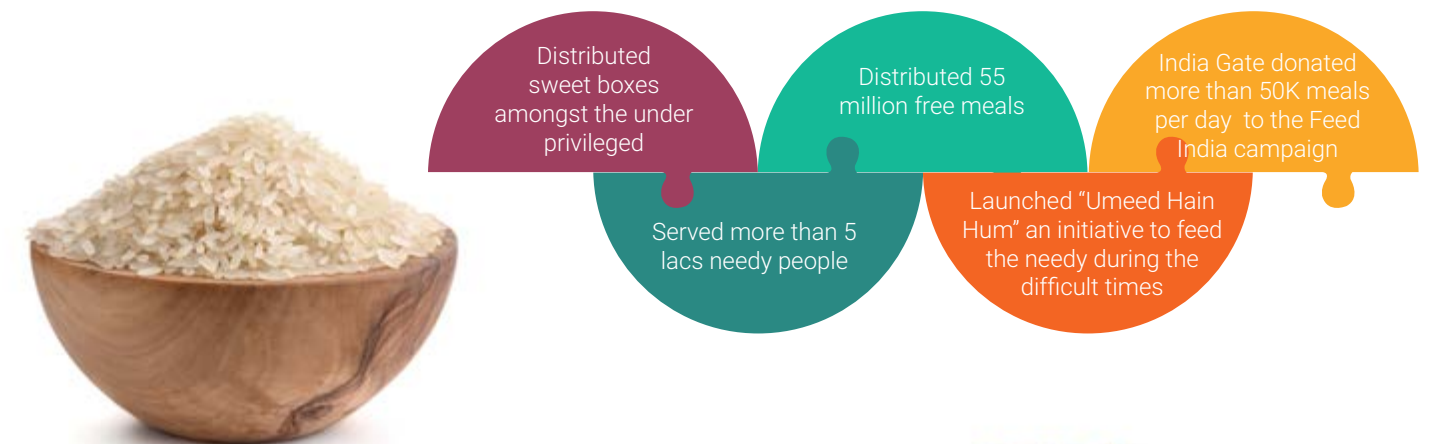 Distributed
sweet boxes
amongst the under
privileged
Distributed 55
million free meals
India Gate donated
more than 50K meals
per day to the Feed
India campaign
Served more than 5
lacs needy people
Launched “Umeed Hain
Hum” an initiative to feed
the needy during the
difficult times